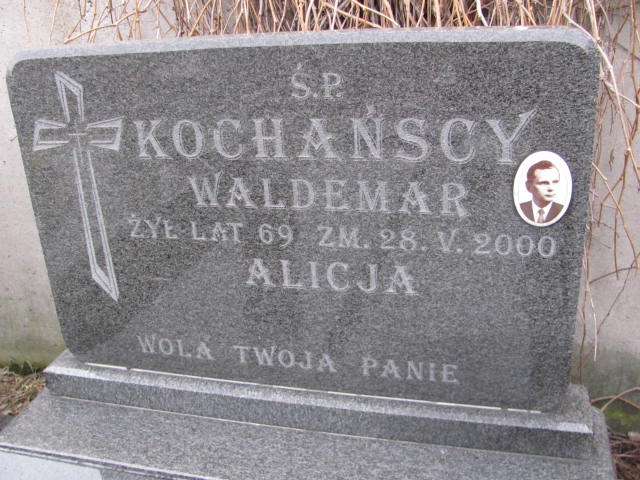 Ś.P.
KOCHAŃSCY
WALDEMAR
ŻYŁ LAT 69 ZM. 28. V. 2000
ALICJA
WOLA TWOJA PANIE